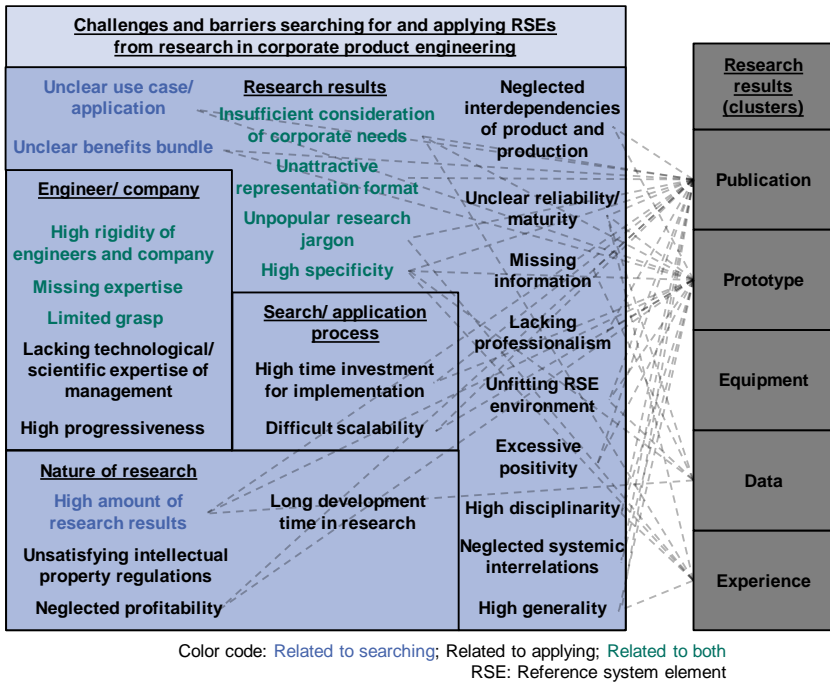 Challenges and barriers searching for and applying RSEs
from research in corporate product engineering
Unclear use case/
application
Unclear benefits bundle
Research results
Insufficient consideration
of corporate needs
Unattractive
representation format
Unpopular research
jargon
High specificity
Neglected
interdependencies
of product and
production
Unclear reliability/
maturity
Missing
information
Lacking
professionalism
Unfitting RSE
environment
Excessive
positivity
High disciplinarity
Neglected systemic
interrelations
High generality
Engineer/ company
High rigidity of
engineers and company
Missing expertise
Limited grasp
Lacking technological/
scientific expertise of
management
High progressiveness
Search/ application
process
High time investment
for implementation
Difficult scalability
Nature of research
High amount of
research results
Unsatisfying intellectual
property regulations
Neglected profitability
Long development
time in research
Research
results
(clusters)
Publication
Prototype
Equipment
Data
Experience
Color code: Related to searching; Related to applying; Related to both
RSE: Reference system element